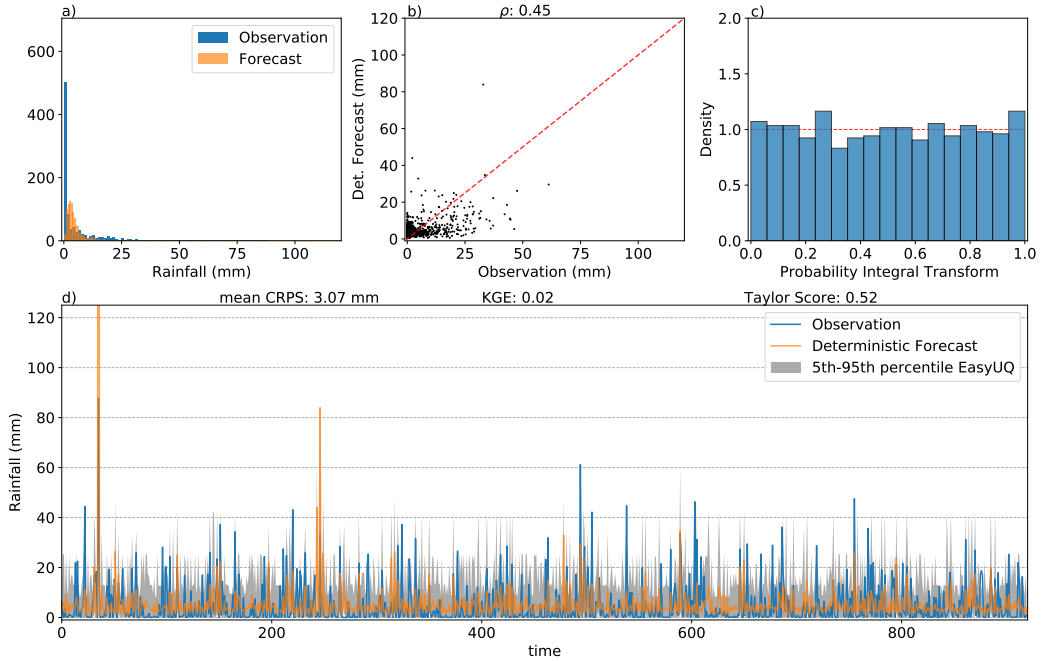 a)
Observation
Forecast
600
400
200
0
0 25 50 75 100
Rainfall (mm)
b) ρ: 0.45
120
100
80
60
40
20
0
Det. Forecast (mm)
0 25 50 75 100
Observation (mm)
c)
2.0
1.5
1.0
0.5
0.0
Density
0.0 0.2 0.4 0.6 0.8 1.0
Probability Integral Transform
d) mean CRPS: 3.07 mm KGE: 0.02 Taylor Score: 0.52
Observation
Deterministic Forecast
5th-95th percentile EasyUQ
120
100
80
60
40
20
0
Rainfall (mm)
0 200 400 600 800
time